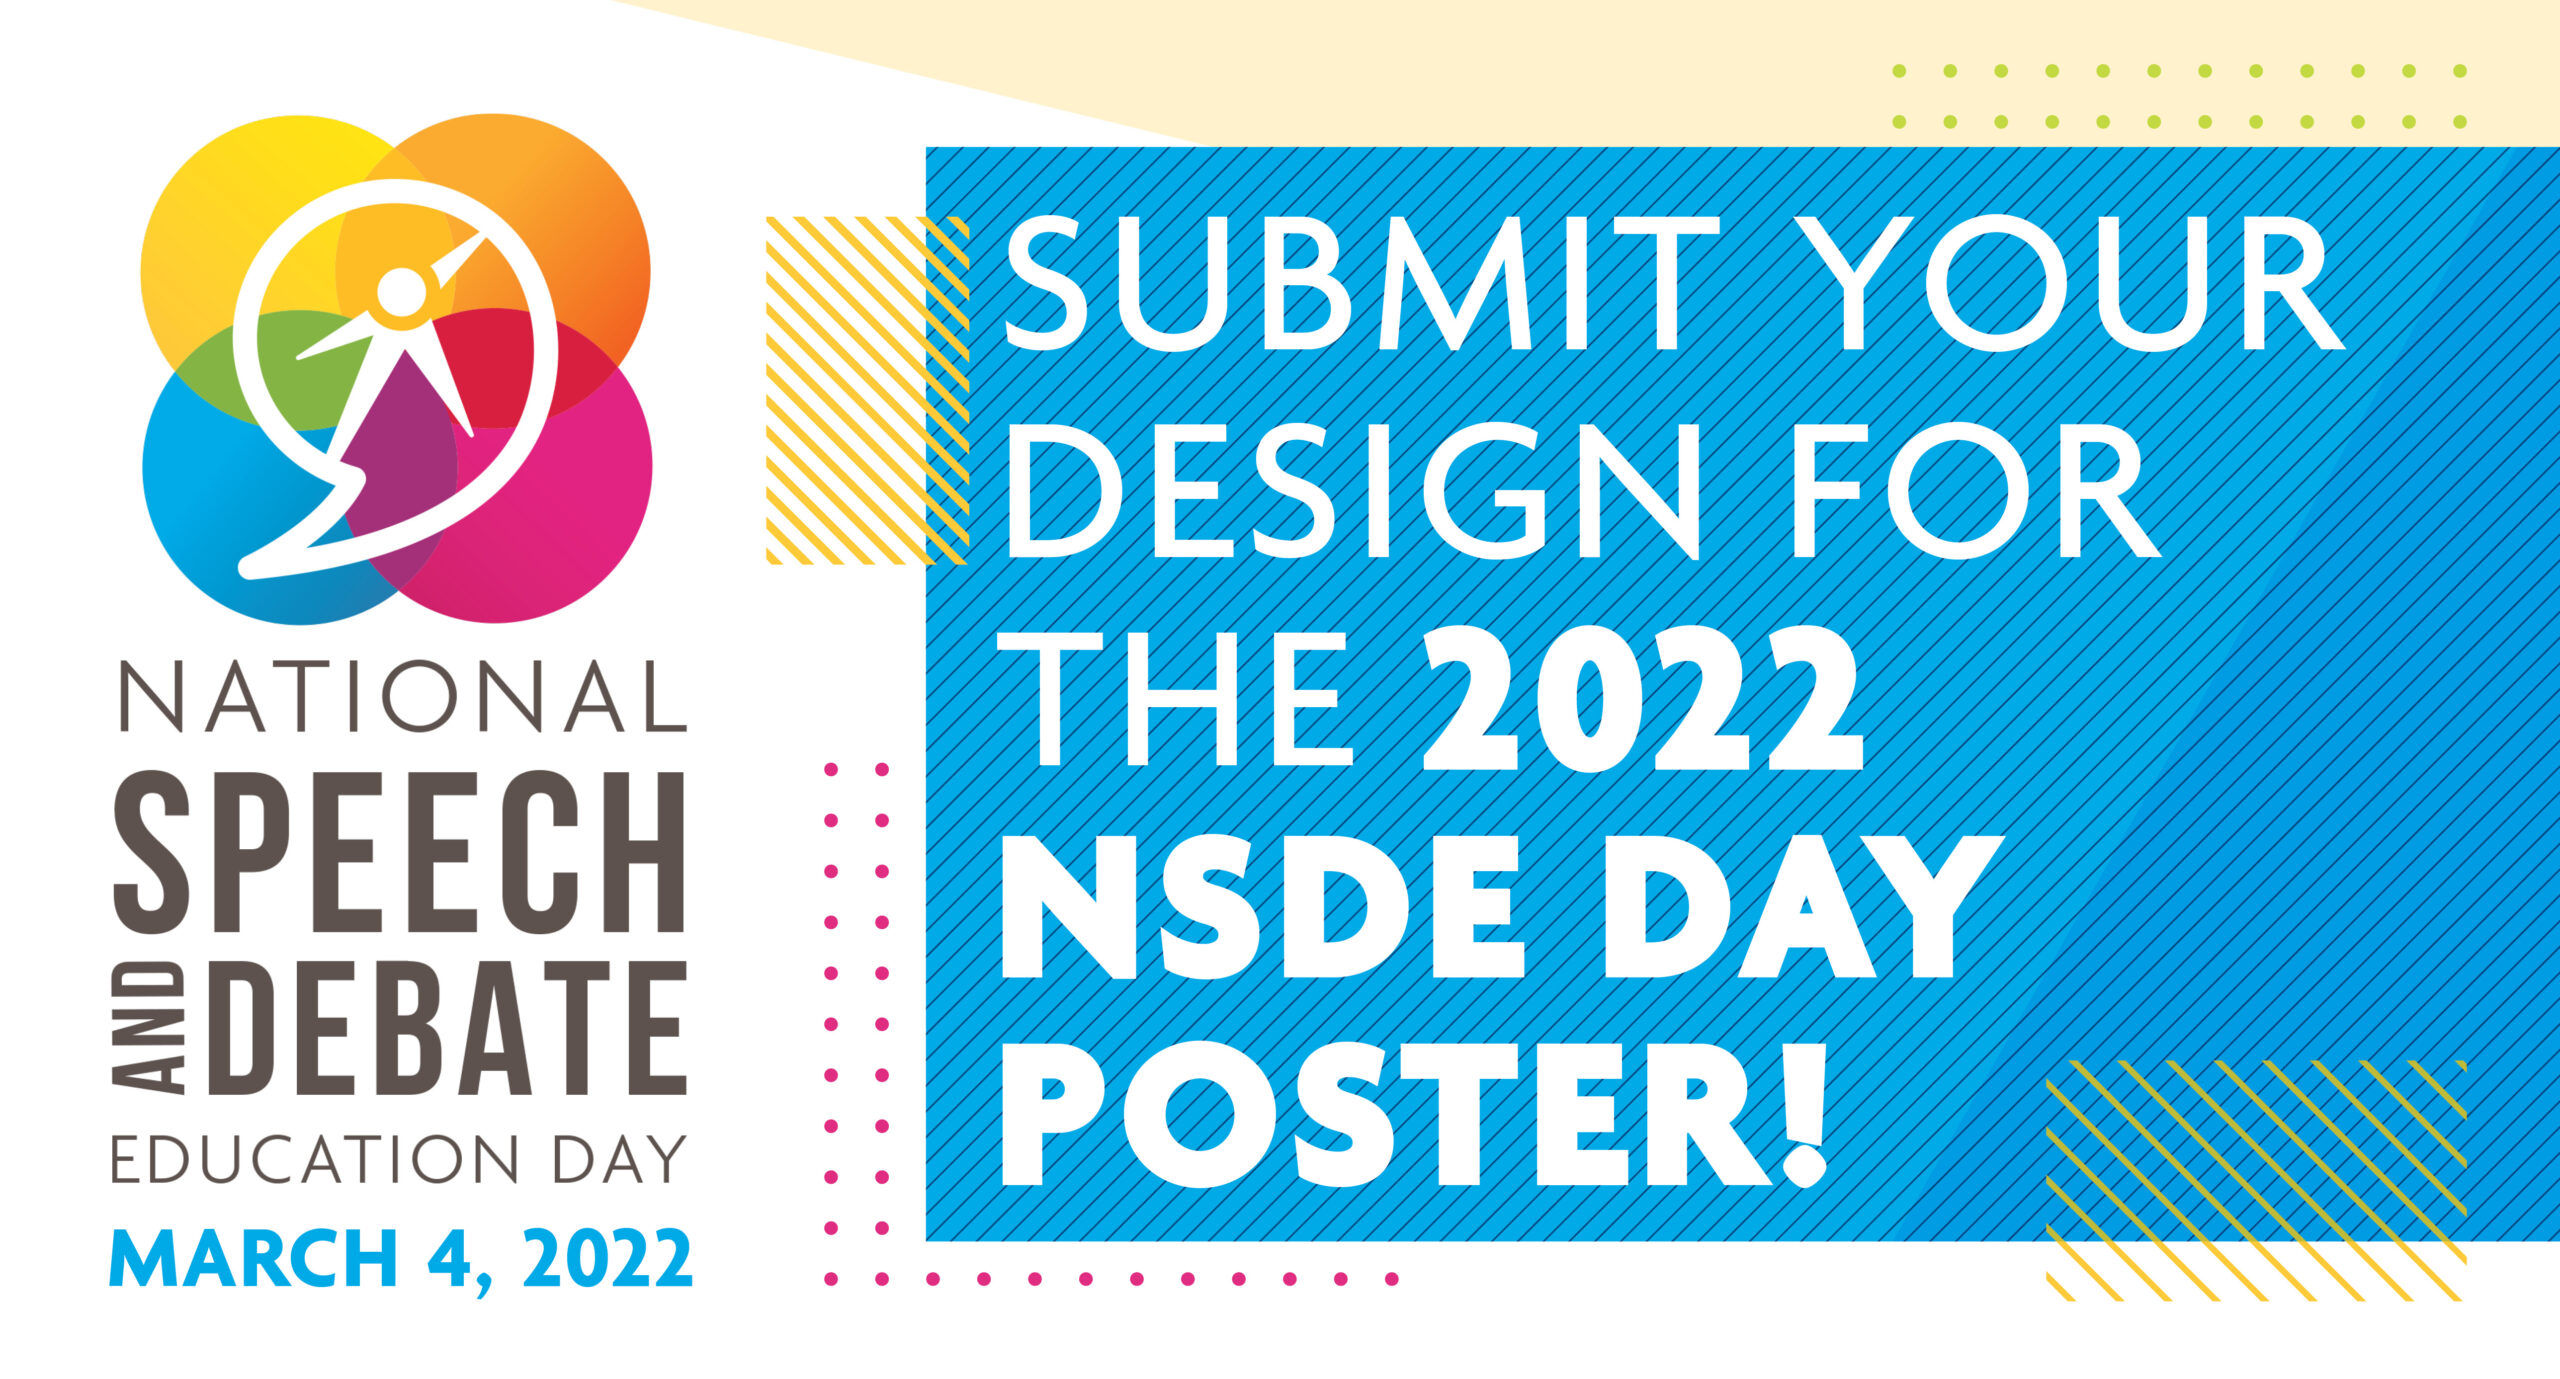 NATIONAL
SPEECH
AND DEBATE
EDUCATION DAY
MARCH 4, 2022
SUBMIT YOUR
DESIGN FOR
THE 2022
NSDE DAY
POSTER!